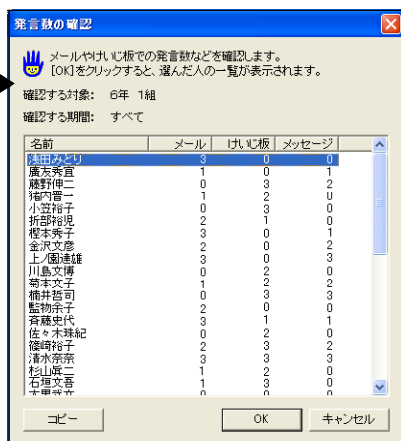 発言数の確認
メールやけいじ板での発言数などを確認します。
[OK]をクリックすると、選んだ人の一覧が表示されます。
確認する対象: 6年 1組
確認する期間: すべて
名前 メール けいじ板 メッセージ
浅田みどり 3 0 0
廣友秀宜 1 0 1
藤野伸二 0 3 2
猪内晋一 1 2 0
小笠裕子 0 3 0
折部裕児 2 1 0
樫本秀子 3 0 1
金沢文彦 2 0 2
上ノ園達雄 3 0 3
川島文博 0 2 0
菊本文子 1 2 2
楠井哲司 0 3 3
監物余子 2 0 0
斉藤史代 3 1 1
佐々木珠紀 0 2 0
篠崎裕子 2 3 2
清水奈奈 3 3 3
杉山眞二 1 2 0
石垣文吾 1 3 0
コピー OK キャンセル